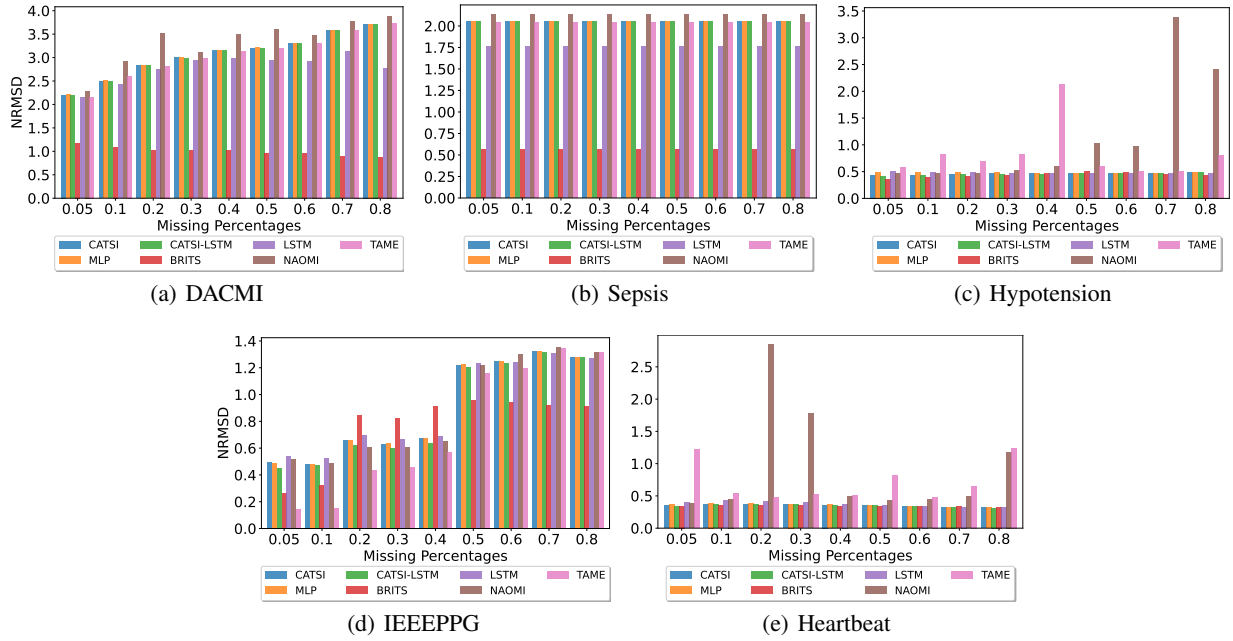 4.0
3.5
3.0
2.5
2.0
1.5
1.0
0.5
0.0
NRMSD
0.05 0.1 0.2 0.3 0.4 0.5 0.6 0.7 0.8
Missing Percentages
CATSI CATSI-LSTM LSTM TAME
MLP BRITS NAOMI
(a) DACMI
2.00
1.75
1.50
1.25
1.00
0.75
0.50
0.25
0.00
0.05 0.1 0.2 0.3 0.4 0.5 0.6 0.7 0.8
Missing Percentages
CATSI CATSI-LSTM LSTM TAME
MLP BRITS NAOMI
(b) Sepsis
3.5
3.0
2.5
2.0
1.5
1.0
0.5
0.0
0.05 0.1 0.2 0.3 0.4 0.5 0.6 0.7 0.8
Missing Percentages
CATSI CATSI-LSTM LSTM TAME
MLP BRITS NAOMI
(c) Hypotension
1.4
1.2
1.0
0.8
0.6
0.4
0.2
0.0
NRMSD
0.05 0.1 0.2 0.3 0.4 0.5 0.6 0.7 0.8
Missing Percentages
CATSI CATSI-LSTM LSTM TAME
MLP BRITS NAOMI
(d) IEEEPPG
2.5
2.0
1.5
1.0
0.5
0.0
0.05 0.1 0.2 0.3 0.4 0.5 0.6 0.7 0.8
Missing Percentages
CATSI CATSI-LSTM LSTM TAME
MLP BRITS NAOMI
(e) Heartbeat